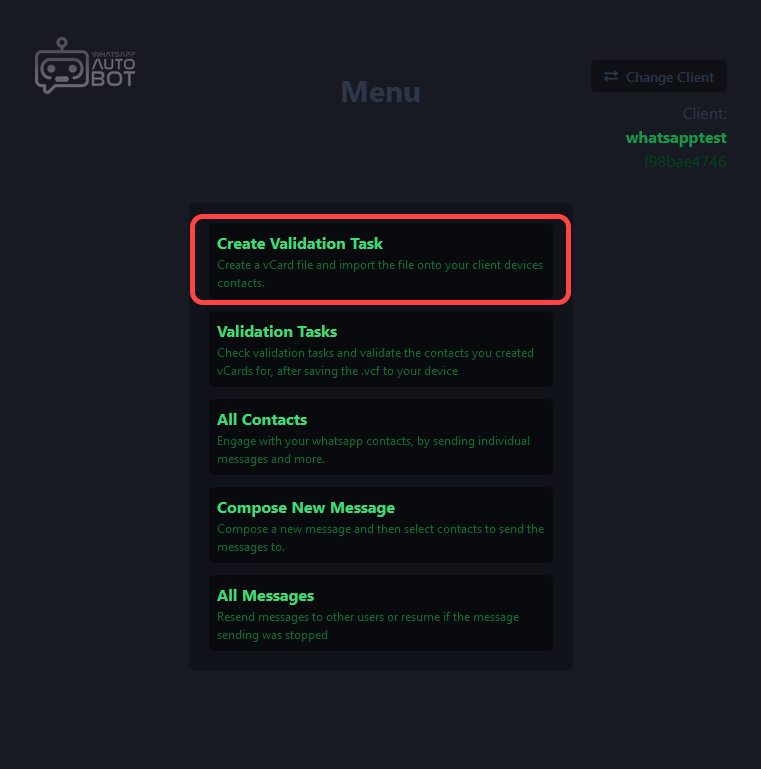 WHATSAPP
AUTO
BOT
Menu
Change Client
Client:
whatsapptest
f98bae4746
Create Validation Task
Create a vCard file and import the file onto your client devices
contacts.
Validation Tasks
Check validation tasks and validate the contacts you created
vCards for, after saving the .vcf to your device
All Contacts
Engage with your whatsapp contacts, by sending individual
messages and more.
Compose New Message
Compose a new message and then select contacts to send the
messages to.
All Messages
Resend messages to other users or resume if the message
sending was stopped